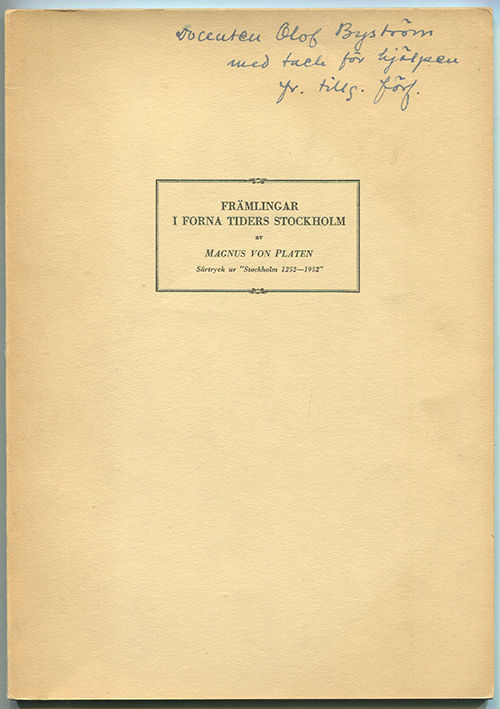 Docenten Olof Byström
med tack för hjälpen
fr. tillg. förf.
FRÄMLINGAR
I FORNA TIDERS STOCKHOLM
av
MAGNUS VON PLATEN
Särtryck ur "Stockholm 1252—1952"